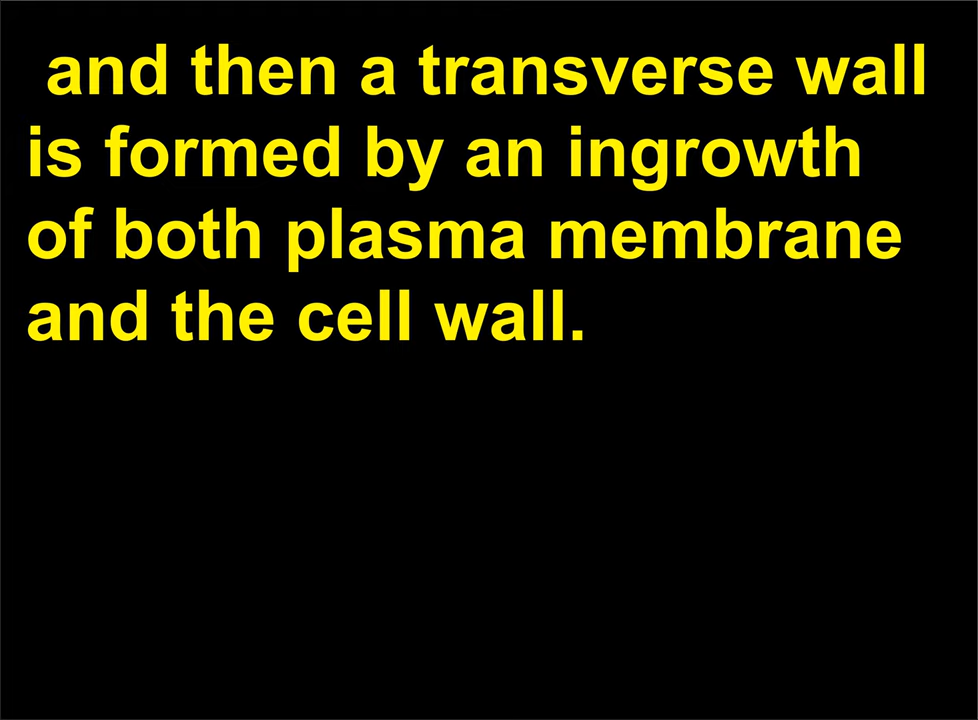 and then a transverse wall
is formed by an ingrowth
of both plasma membrane
and the cell wall.